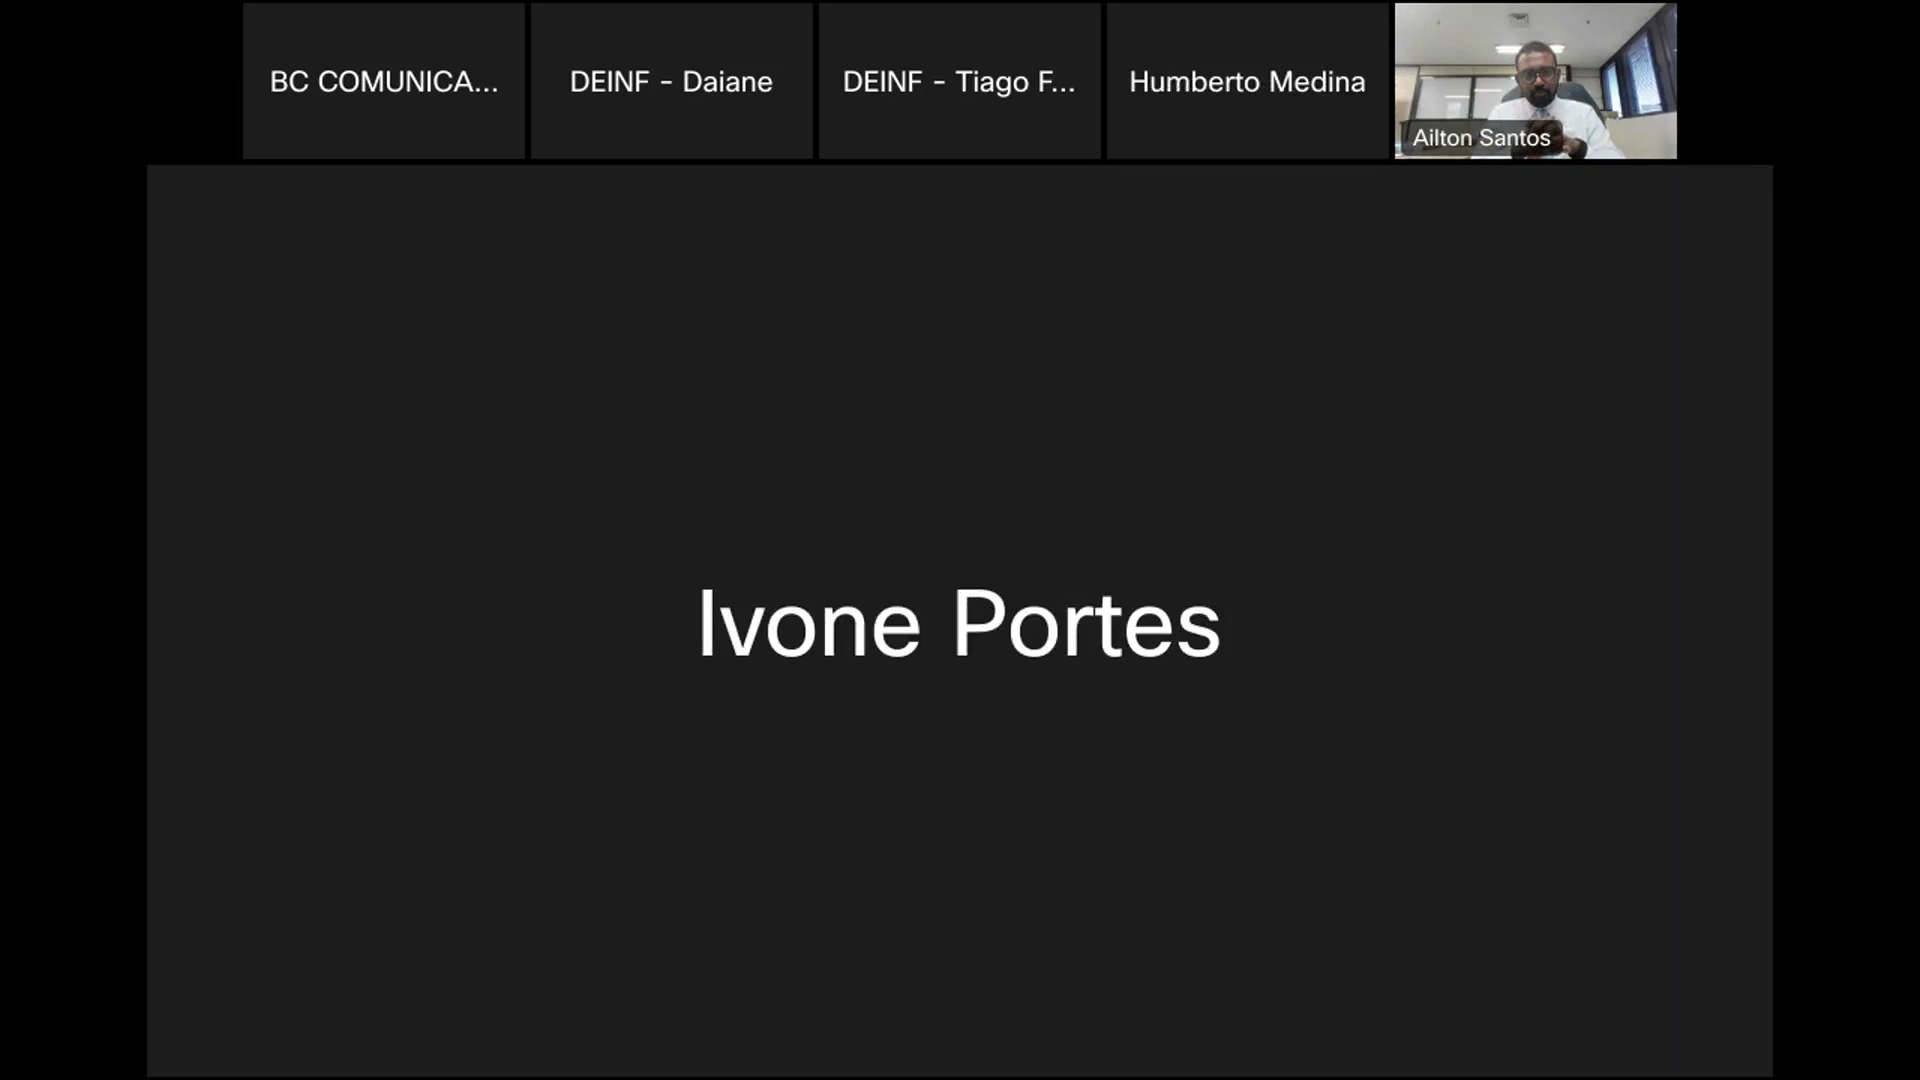 BC COMUNICA...
DEINF - Daiane
DEINF - Tiago F...
Humberto Medina
Ailton Santos
Ivone Portes